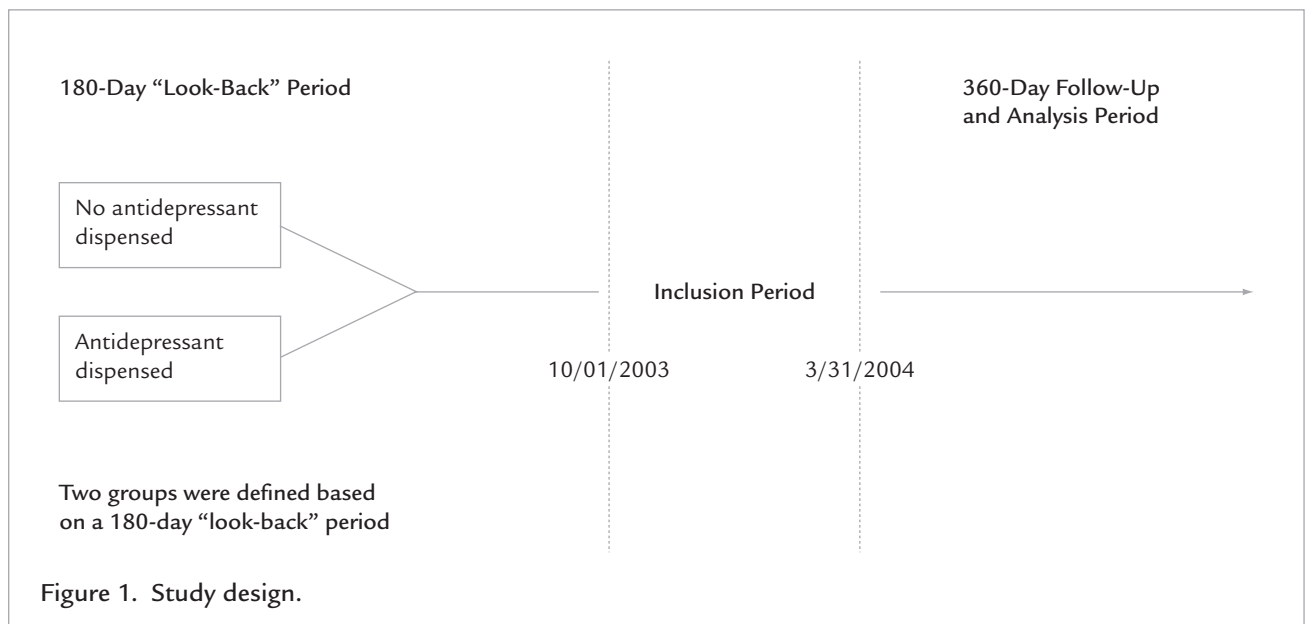 180-Day “Look-Back” Period
360-Day Follow-Up
and Analysis Period
No antidepressant
dispensed
Inclusion Period
Antidepressant
dispensed
10/01/2003
3/31/2004
Two groups were defined based
on a 180-day “look-back” period
Figure 1. Study design.